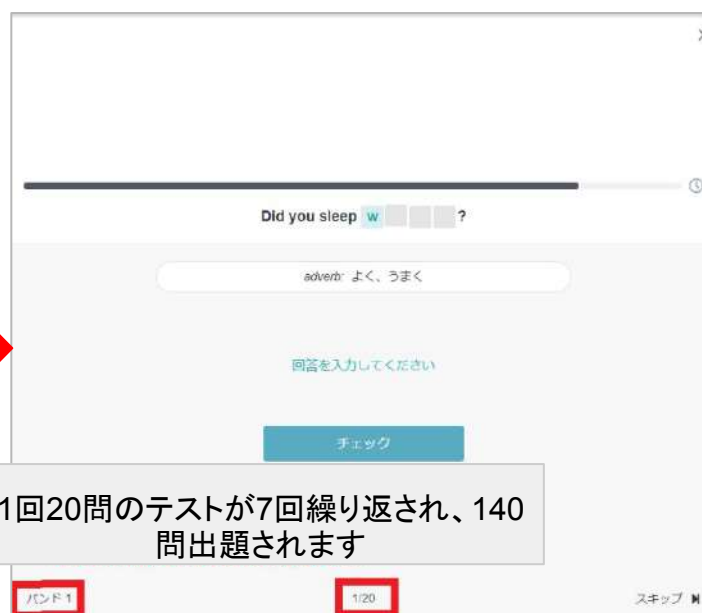 Did you sleep w ?
adverb: よく、うまく
回答を入力してください
チェック
1回20問のテストが7回繰り返され、140
問出題されます
バンド 1
1/20
スキップ